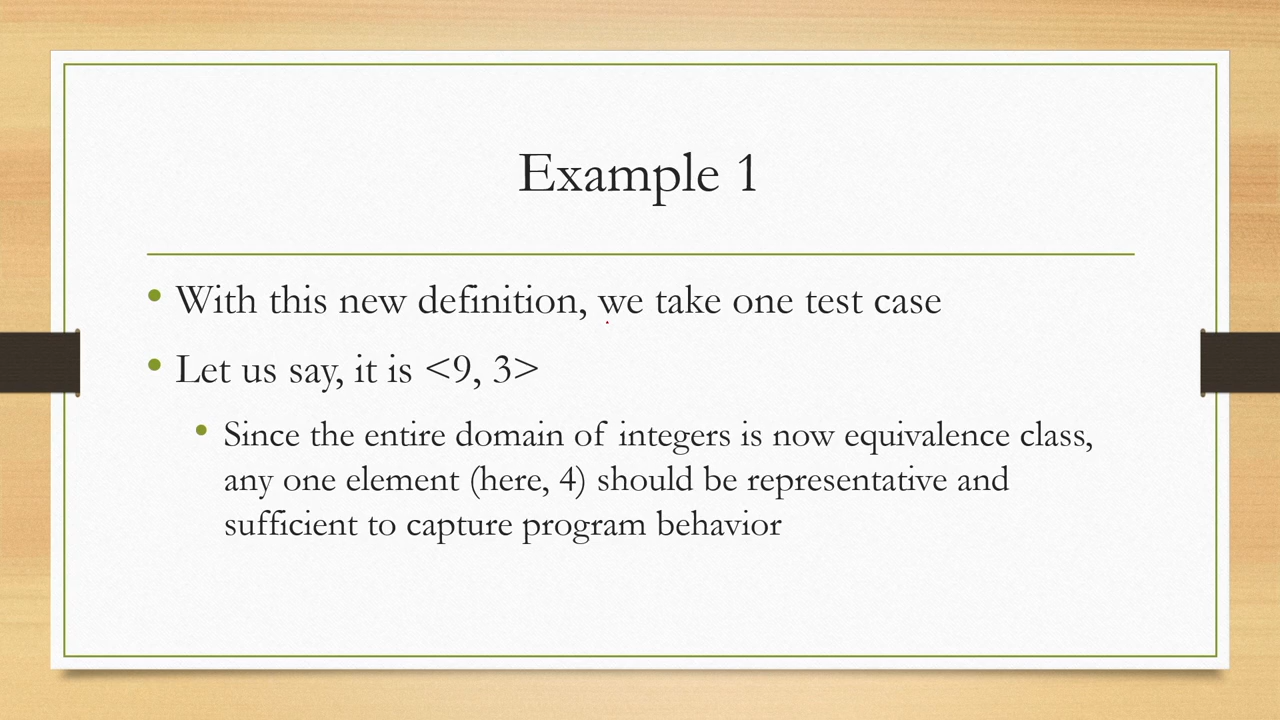 Example 1
• With this new definition, we take one test case
• Let us say, it is <9, 3>
• Since the entire domain of integers is now equivalence class,
any one element (here, 4) should be representative and
sufficient to capture program behavior